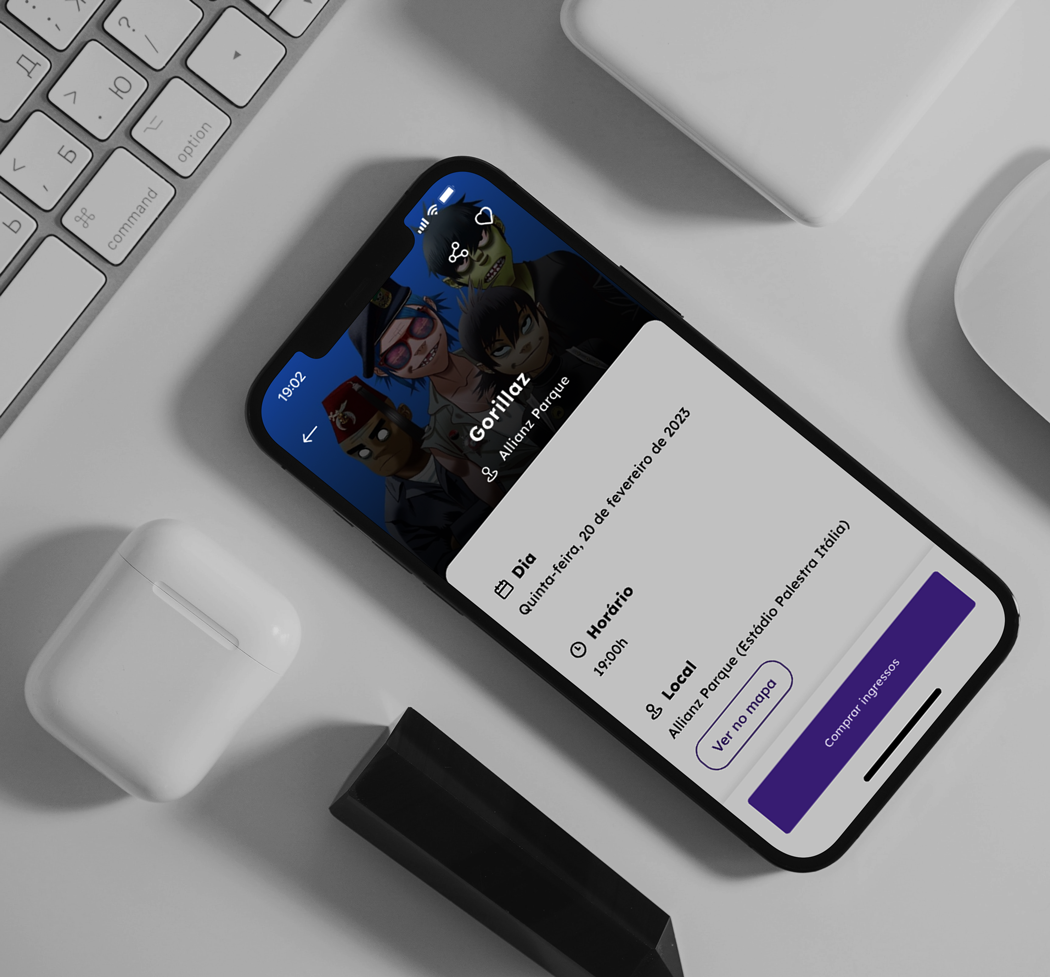 ?
/
Д
>
.
Ю
<
,
Б
Ь
⌥
option
⌘
command
19:02
Gorillaz
Allianz Parque
Dia
Quinta-feira, 20 de fevereiro de 2023
Horário
19:00h
Local
Allianz Parque (Estádio Palestra Itália)
Ver no mapa
Comprar ingressos